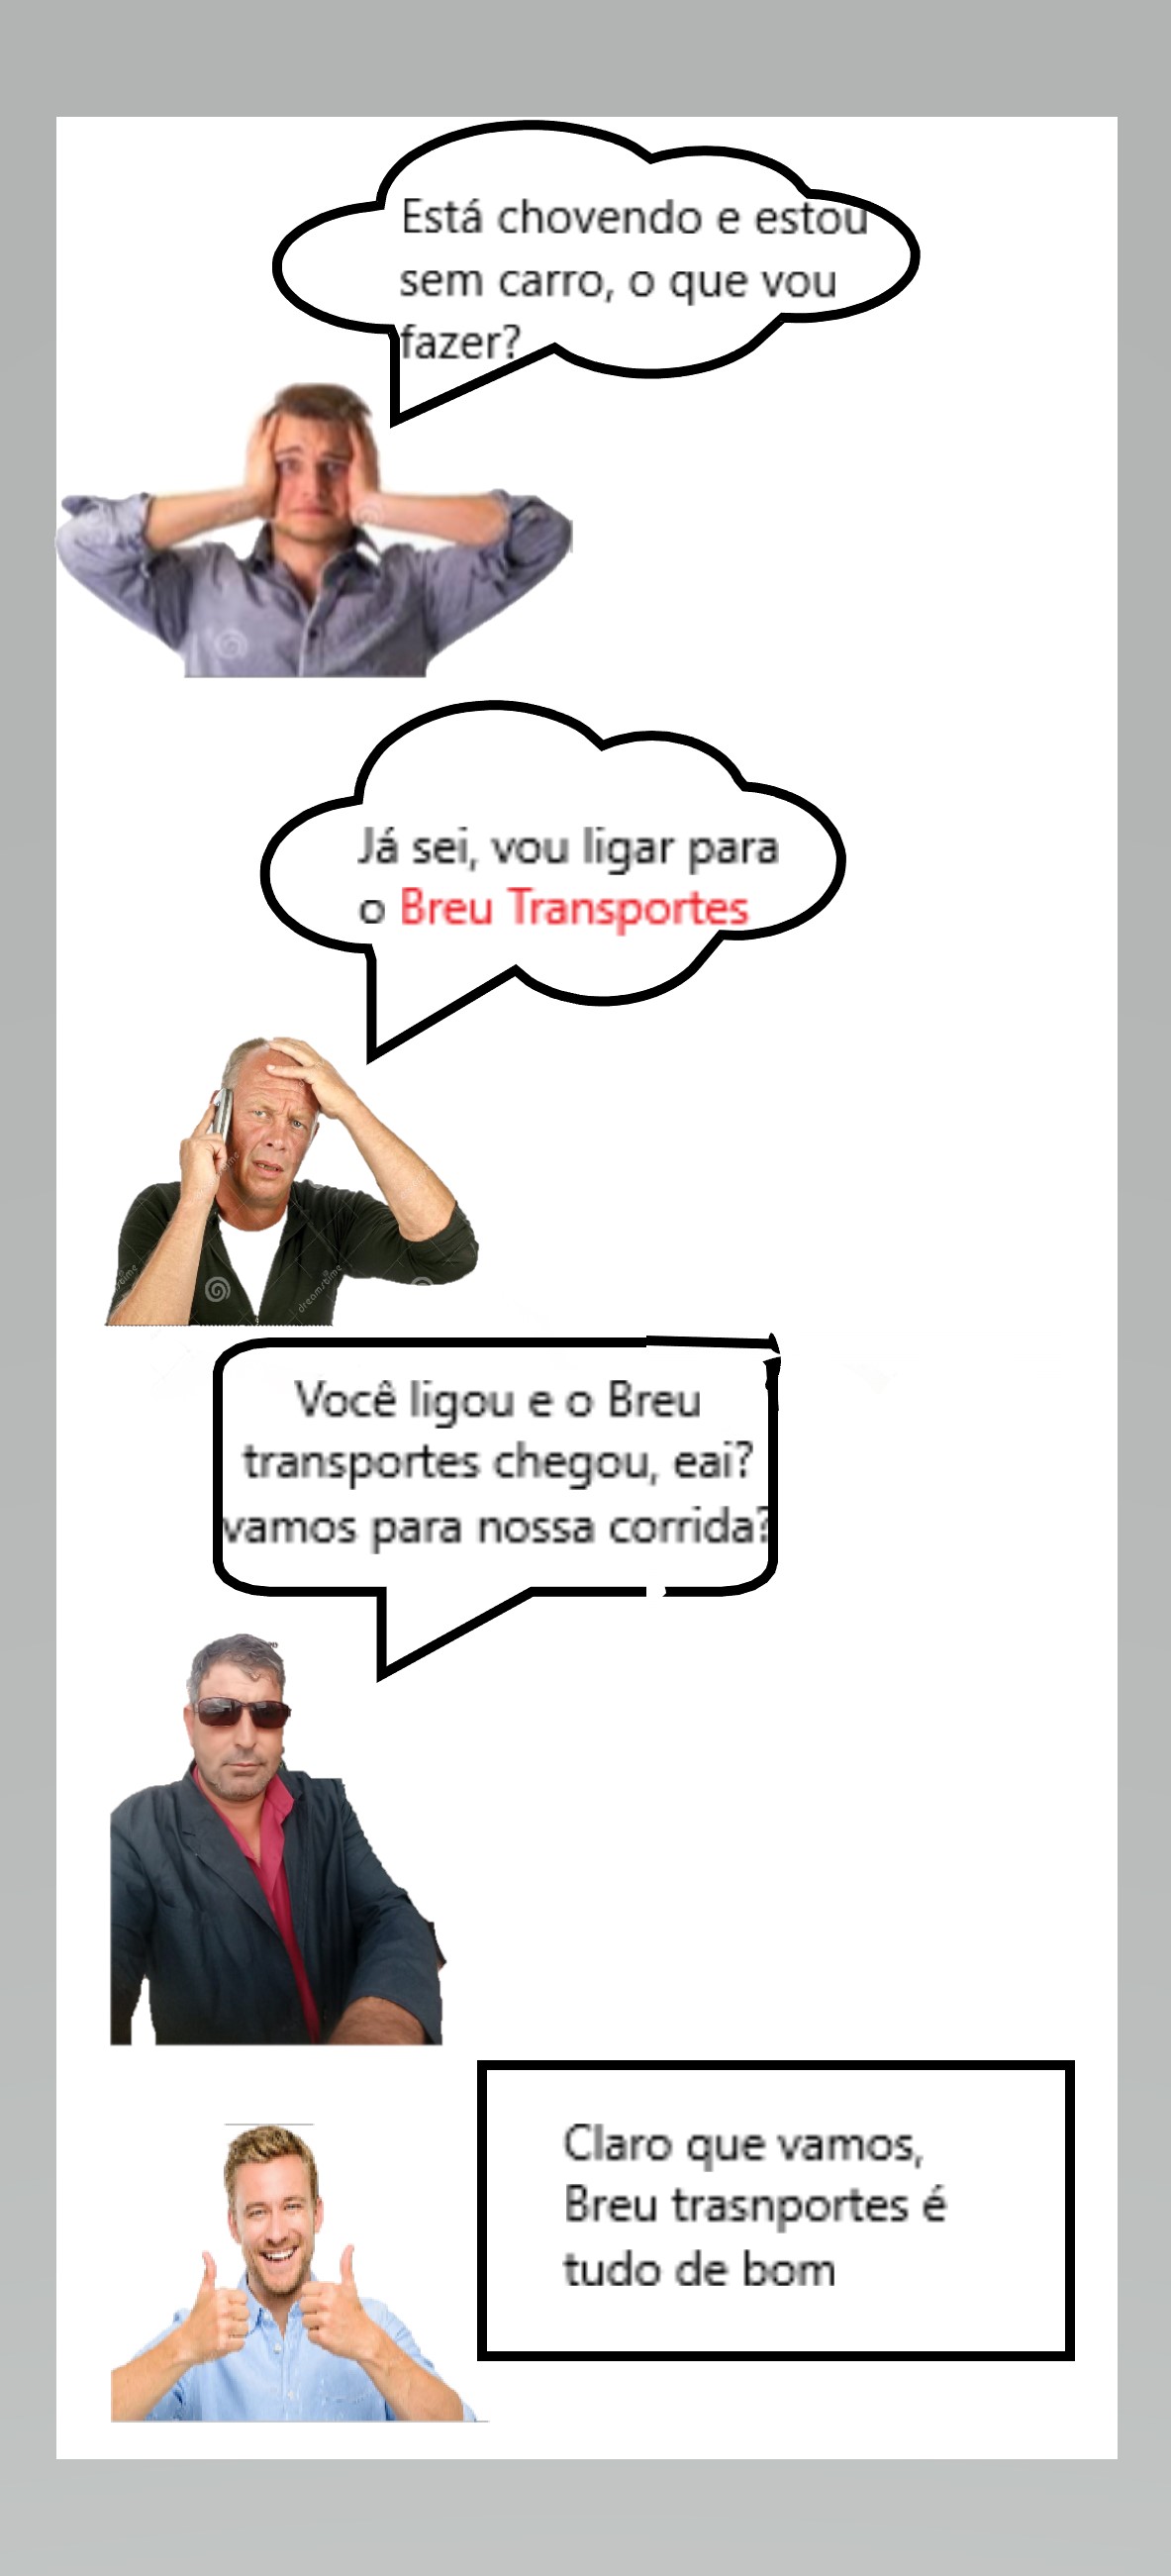 Está chovendo e estou
sem carro, o que vou
fazer?
Já sei, vou ligar para
o Breu Transportes
dreamstime
Você ligou e o Breu
transportes chegou, eai?
vamos para nossa corrida?
Claro que vamos,
Breu trasnportes é
tudo de bom